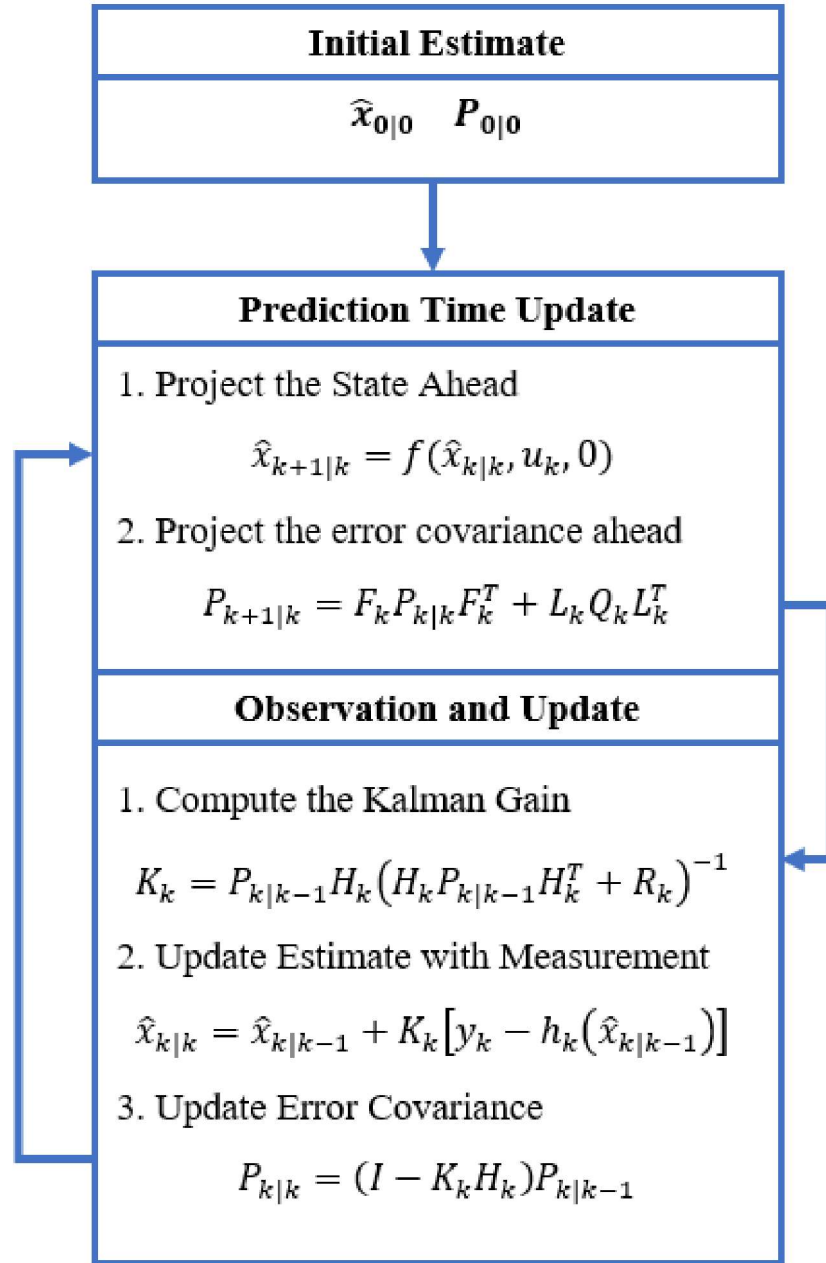 Initial Estimate
x̂₀|₀ P₀|₀
Prediction Time Update
1. Project the State Ahead
x̂ₖ₊₁|ₖ = f(x̂ₖ|ₖ, uₖ, 0)
2. Project the error covariance ahead
Pₖ₊₁|ₖ = FₖPₖ|ₖFₖᵀ + LₖQₖLₖᵀ
Observation and Update
1. Compute the Kalman Gain
Kₖ = Pₖ|ₖ₋₁Hₖ(HₖPₖ|ₖ₋₁Hₖᵀ + Rₖ)⁻¹
2. Update Estimate with Measurement
x̂ₖ|ₖ = x̂ₖ|ₖ₋₁ + Kₖ[yₖ − hₖ(x̂ₖ|ₖ₋₁)]
3. Update Error Covariance
Pₖ|ₖ = (I − KₖHₖ)Pₖ|ₖ₋₁